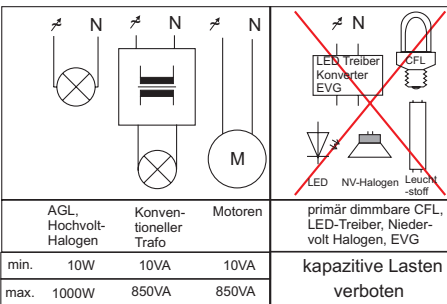 N
N
N
N
LED Treiber
Konverter
EVG
CFL
M
LED
NV-Halogen
Leucht
-stoff
AGL,
Hochvolt-
Halogen
Konven-
tioneller
Trafo
Motoren
primär dimmbare CFL,
LED-Treiber, Nieder-
volt Halogen, EVG
min. 10W 10VA 10VA
kapazitive Lasten
verboten
max. 1000W 850VA 850VA